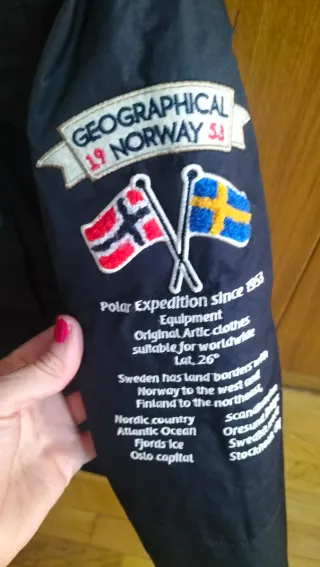 GEOGRAPHICAL
19 NORWAY 53
Polar Expedition since 1953
Equipment
Original Artic clothes
suitable for worldwide
Lat, 26°
Sweden has land borders with
Norway to the west and
Finland to the northeast,
Nordic country
Atlantic Ocean
Fjords ice
Oslo capital
Oresund